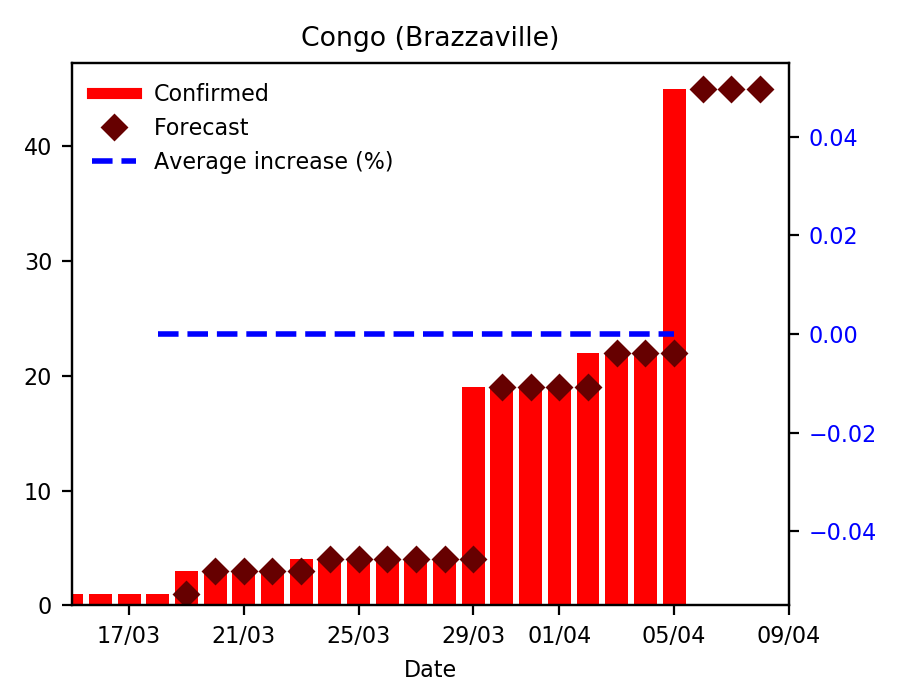 Congo (Brazzaville)
Confirmed
Forecast
Average increase (%)
40
30
20
10
0
0.04
0.02
0.00
−0.02
−0.04
17/03 21/03 25/03 29/03 01/04 05/04 09/04
Date